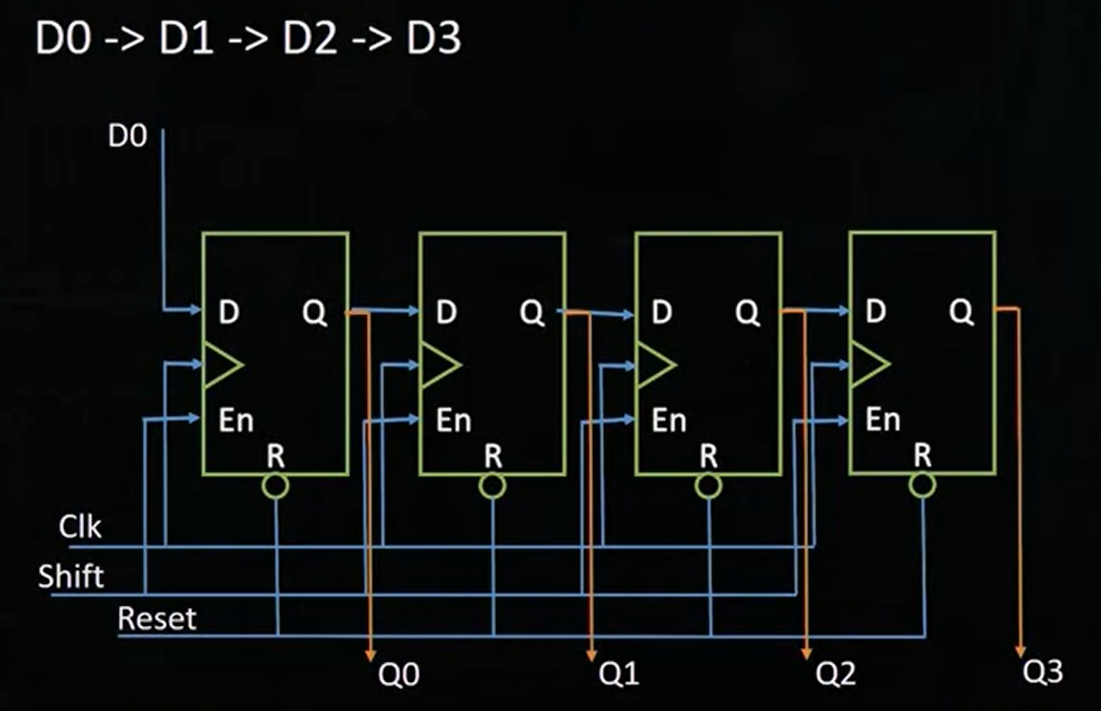 D0 -> D1 -> D2 -> D3
D0
D Q D Q D Q D Q
En En En En
R R R R
Clk
Shift
Reset
Q0 Q1 Q2 Q3